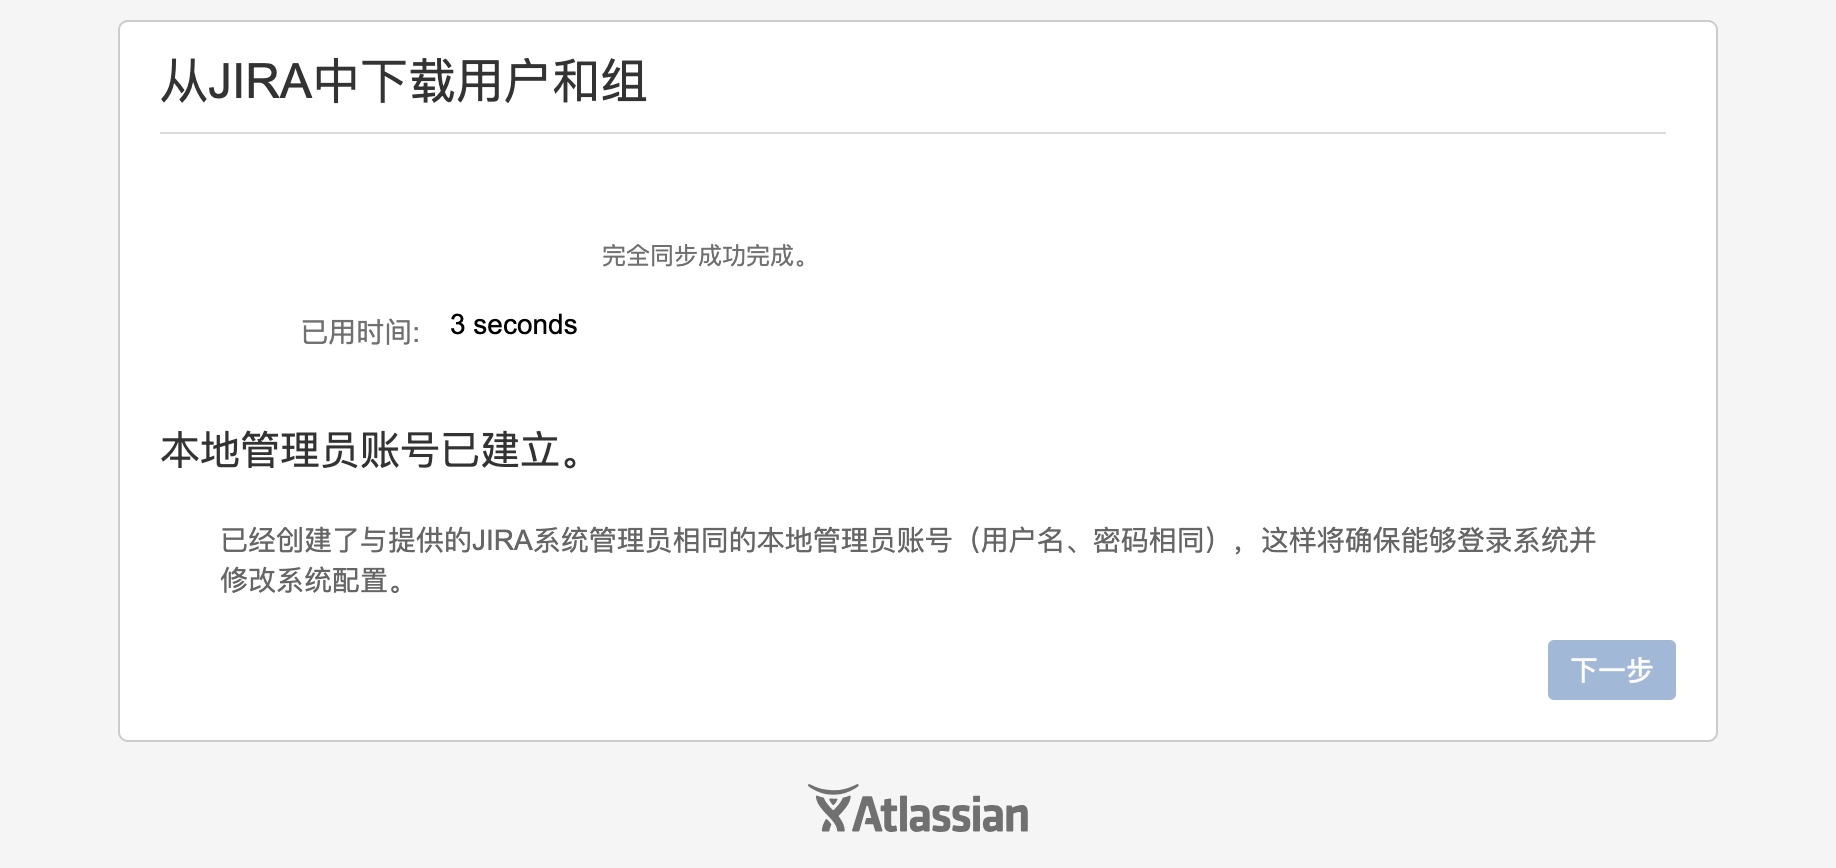 从JIRA中下载用户和组
完全同步成功完成。
已用时间: 3 seconds
本地管理员账号已建立。
已经创建了与提供的JIRA系统管理员相同的本地管理员账号（用户名、密码相同），这样将确保能够登录系统并
修改系统配置。
下一步
Atlassian